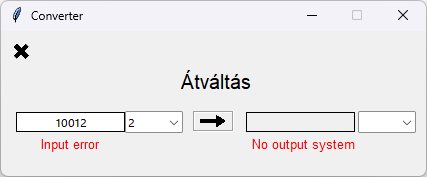 Converter
Átváltás
10012 2
Input error No output system